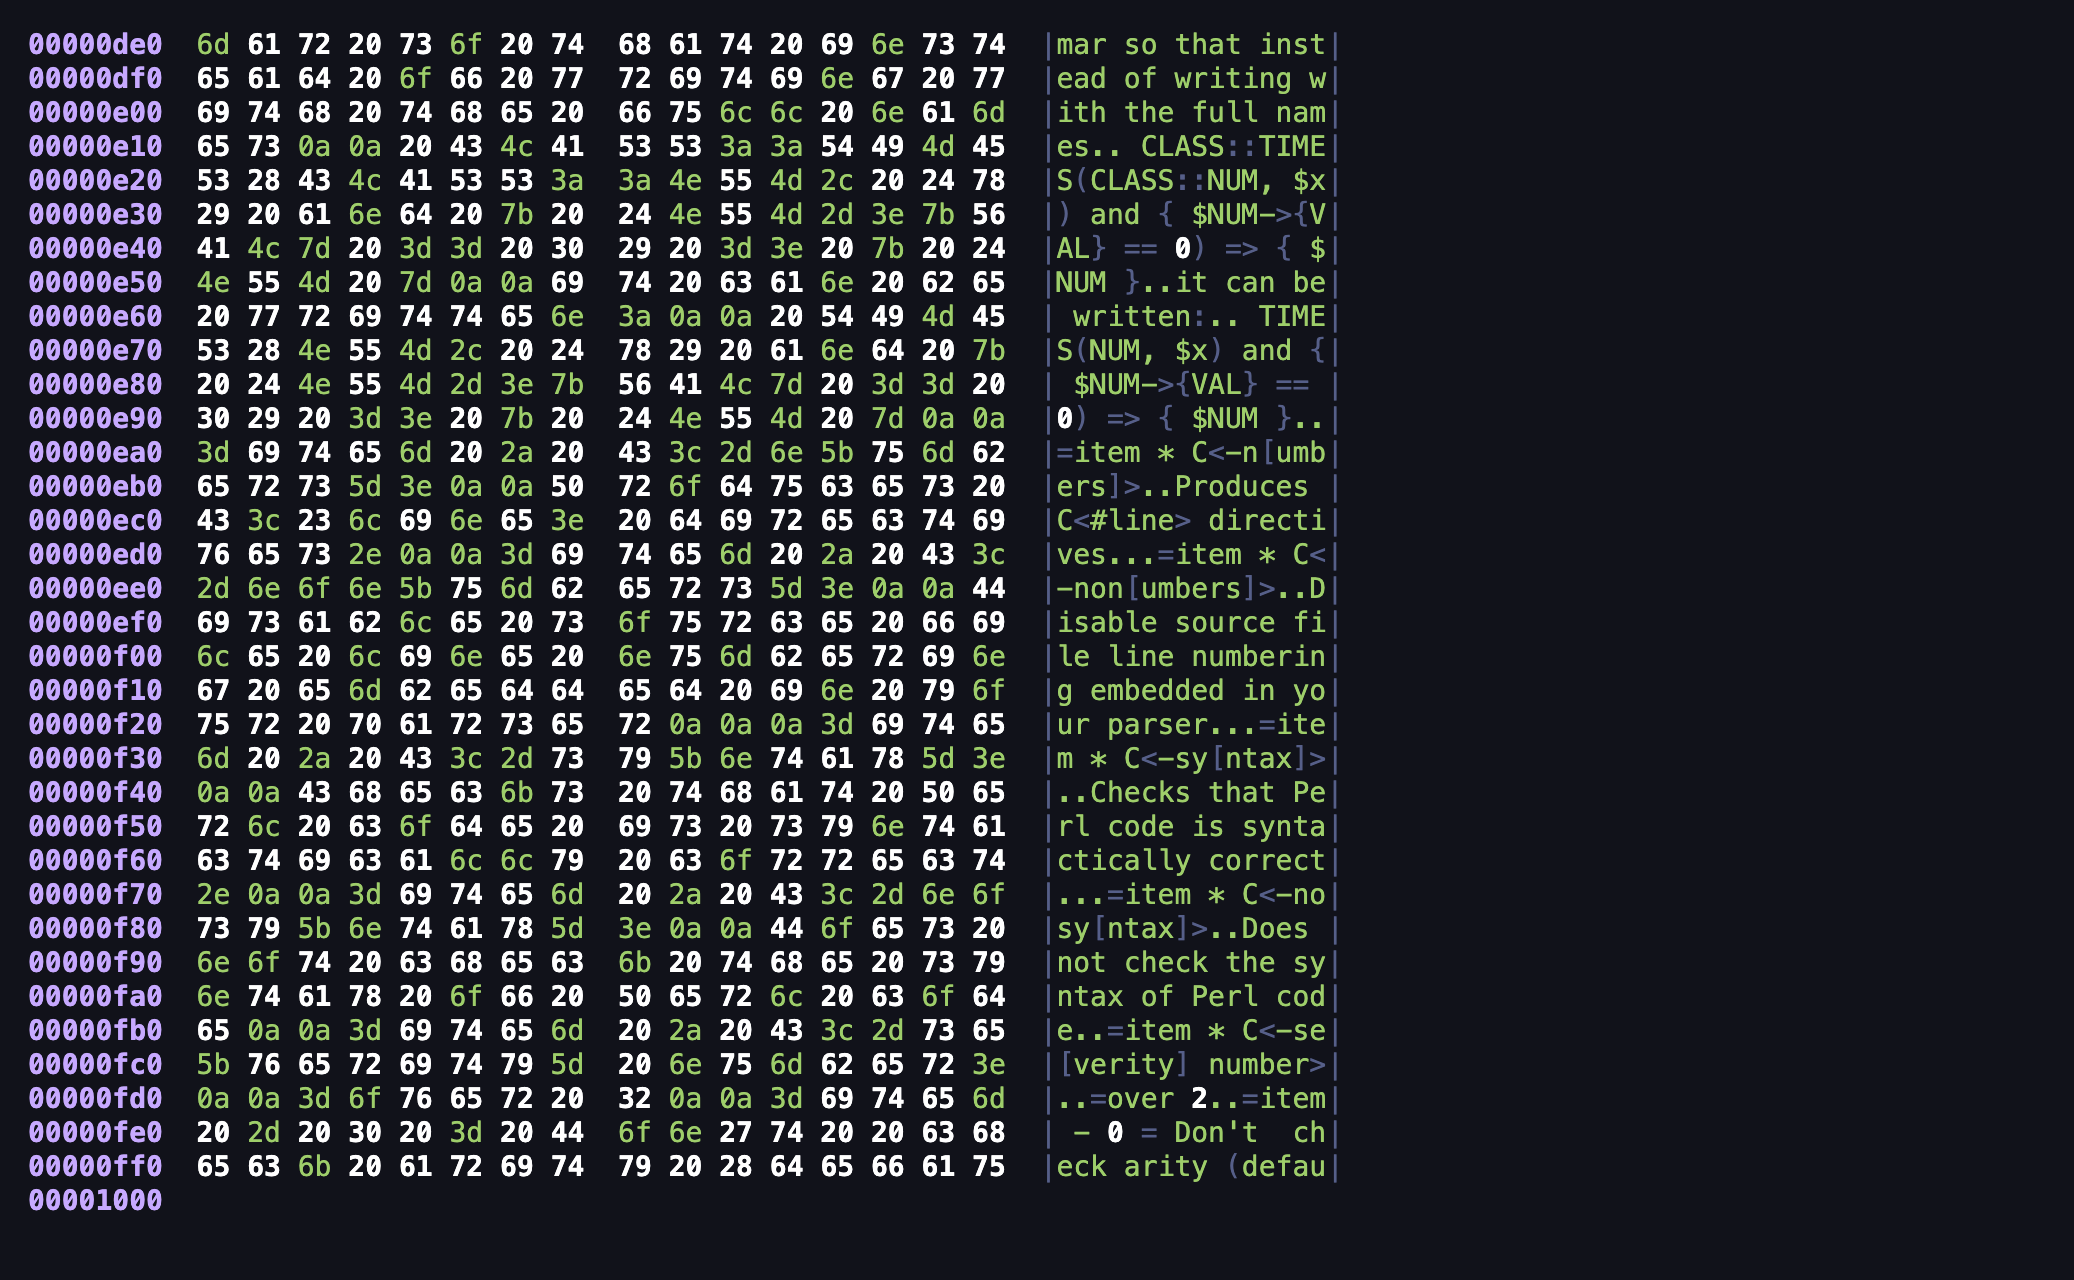 00000de0  6d 61 72 20 73 6f 20 74  68 61 74 20 69 6e 73 74  |mar so that inst|
00000df0  65 61 64 20 6f 66 20 77  72 69 74 69 6e 67 20 77  |ead of writing w|
00000e00  69 74 68 20 74 68 65 20  66 75 6c 6c 20 6e 61 6d  |ith the full nam|
00000e10  65 73 0a 0a 20 43 4c 41  53 53 3a 3a 54 49 4d 45  |es.. CLASS::TIME|
00000e20  53 28 43 4c 41 53 53 3a  3a 4e 55 4d 2c 20 24 78  |S(CLASS::NUM, $x|
00000e30  29 20 61 6e 64 20 7b 20  24 4e 55 4d 2d 3e 7b 56  |) and { $NUM->{V|
00000e40  41 4c 7d 20 3d 3d 20 30  29 20 3d 3e 20 7b 20 24  |AL} == 0) => { $|
00000e50  4e 55 4d 20 7d 0a 0a 69  74 20 63 61 6e 20 62 65  |NUM }..it can be|
00000e60  20 77 72 69 74 74 65 6e  3a 0a 0a 20 54 49 4d 45  | written:.. TIME|
00000e70  53 28 4e 55 4d 2c 20 24  78 29 20 61 6e 64 20 7b  |S(NUM, $x) and {|
00000e80  20 24 4e 55 4d 2d 3e 7b  56 41 4c 7d 20 3d 3d 20  | $NUM->{VAL} == |
00000e90  30 29 20 3d 3e 20 7b 20  24 4e 55 4d 20 7d 0a 0a  |0) => { $NUM }..|
00000ea0  3d 69 74 65 6d 20 2a 20  43 3c 2d 6e 5b 75 6d 62  |=item * C<-n[umb|
00000eb0  65 72 73 5d 3e 0a 0a 50  72 6f 64 75 63 65 73 20  |ers]>..Produces |
00000ec0  43 3c 23 6c 69 6e 65 3e  20 64 69 72 65 63 74 69  |C<#line> directi|
00000ed0  76 65 73 2e 0a 0a 3d 69  74 65 6d 20 2a 20 43 3c  |ves...=item * C<|
00000ee0  2d 6e 6f 6e 5b 75 6d 62  65 72 73 5d 3e 0a 0a 44  |-non[umbers]>..D|
00000ef0  69 73 61 62 6c 65 20 73  6f 75 72 63 65 20 66 69  |isable source fi|
00000f00  6c 65 20 6c 69 6e 65 20  6e 75 6d 62 65 72 69 6e  |le line numberin|
00000f10  67 20 65 6d 62 65 64 64  65 64 20 69 6e 20 79 6f  |g embedded in yo|
00000f20  75 72 20 70 61 72 73 65  72 0a 0a 0a 3d 69 74 65  |ur parser...=ite|
00000f30  6d 20 2a 20 43 3c 2d 73  79 5b 6e 74 61 78 5d 3e  |m * C<-sy[ntax]>|
00000f40  0a 0a 43 68 65 63 6b 73  20 74 68 61 74 20 50 65  |..Checks that Pe|
00000f50  72 6c 20 63 6f 64 65 20  69 73 20 73 79 6e 74 61  |rl code is synta|
00000f60  63 74 69 63 61 6c 6c 79  20 63 6f 72 72 65 63 74  |ctically correct|
00000f70  2e 0a 0a 3d 69 74 65 6d  20 2a 20 43 3c 2d 6e 6f  |...=item * C<-no|
00000f80  73 79 5b 6e 74 61 78 5d  3e 0a 0a 44 6f 65 73 20  |sy[ntax]>..Does |
00000f90  6e 6f 74 20 63 68 65 63  6b 20 74 68 65 20 73 79  |not check the sy|
00000fa0  6e 74 61 78 20 6f 66 20  50 65 72 6c 20 63 6f 64  |ntax of Perl cod|
00000fb0  65 0a 0a 3d 69 74 65 6d  20 2a 20 43 3c 2d 73 65  |e..=item * C<-se|
00000fc0  5b 76 65 72 69 74 79 5d  20 6e 75 6d 62 65 72 3e  |[verity] number>|
00000fd0  0a 0a 3d 6f 76 65 72 20  32 0a 0a 3d 69 74 65 6d  |..=over 2..=item|
00000fe0  20 2d 20 30 20 3d 20 44  6f 6e 27 74 20 20 63 68  | - 0 = Don't  ch|
00000ff0  65 63 6b 20 61 72 69 74  79 20 28 64 65 66 61 75  |eck arity (defau|
00001000